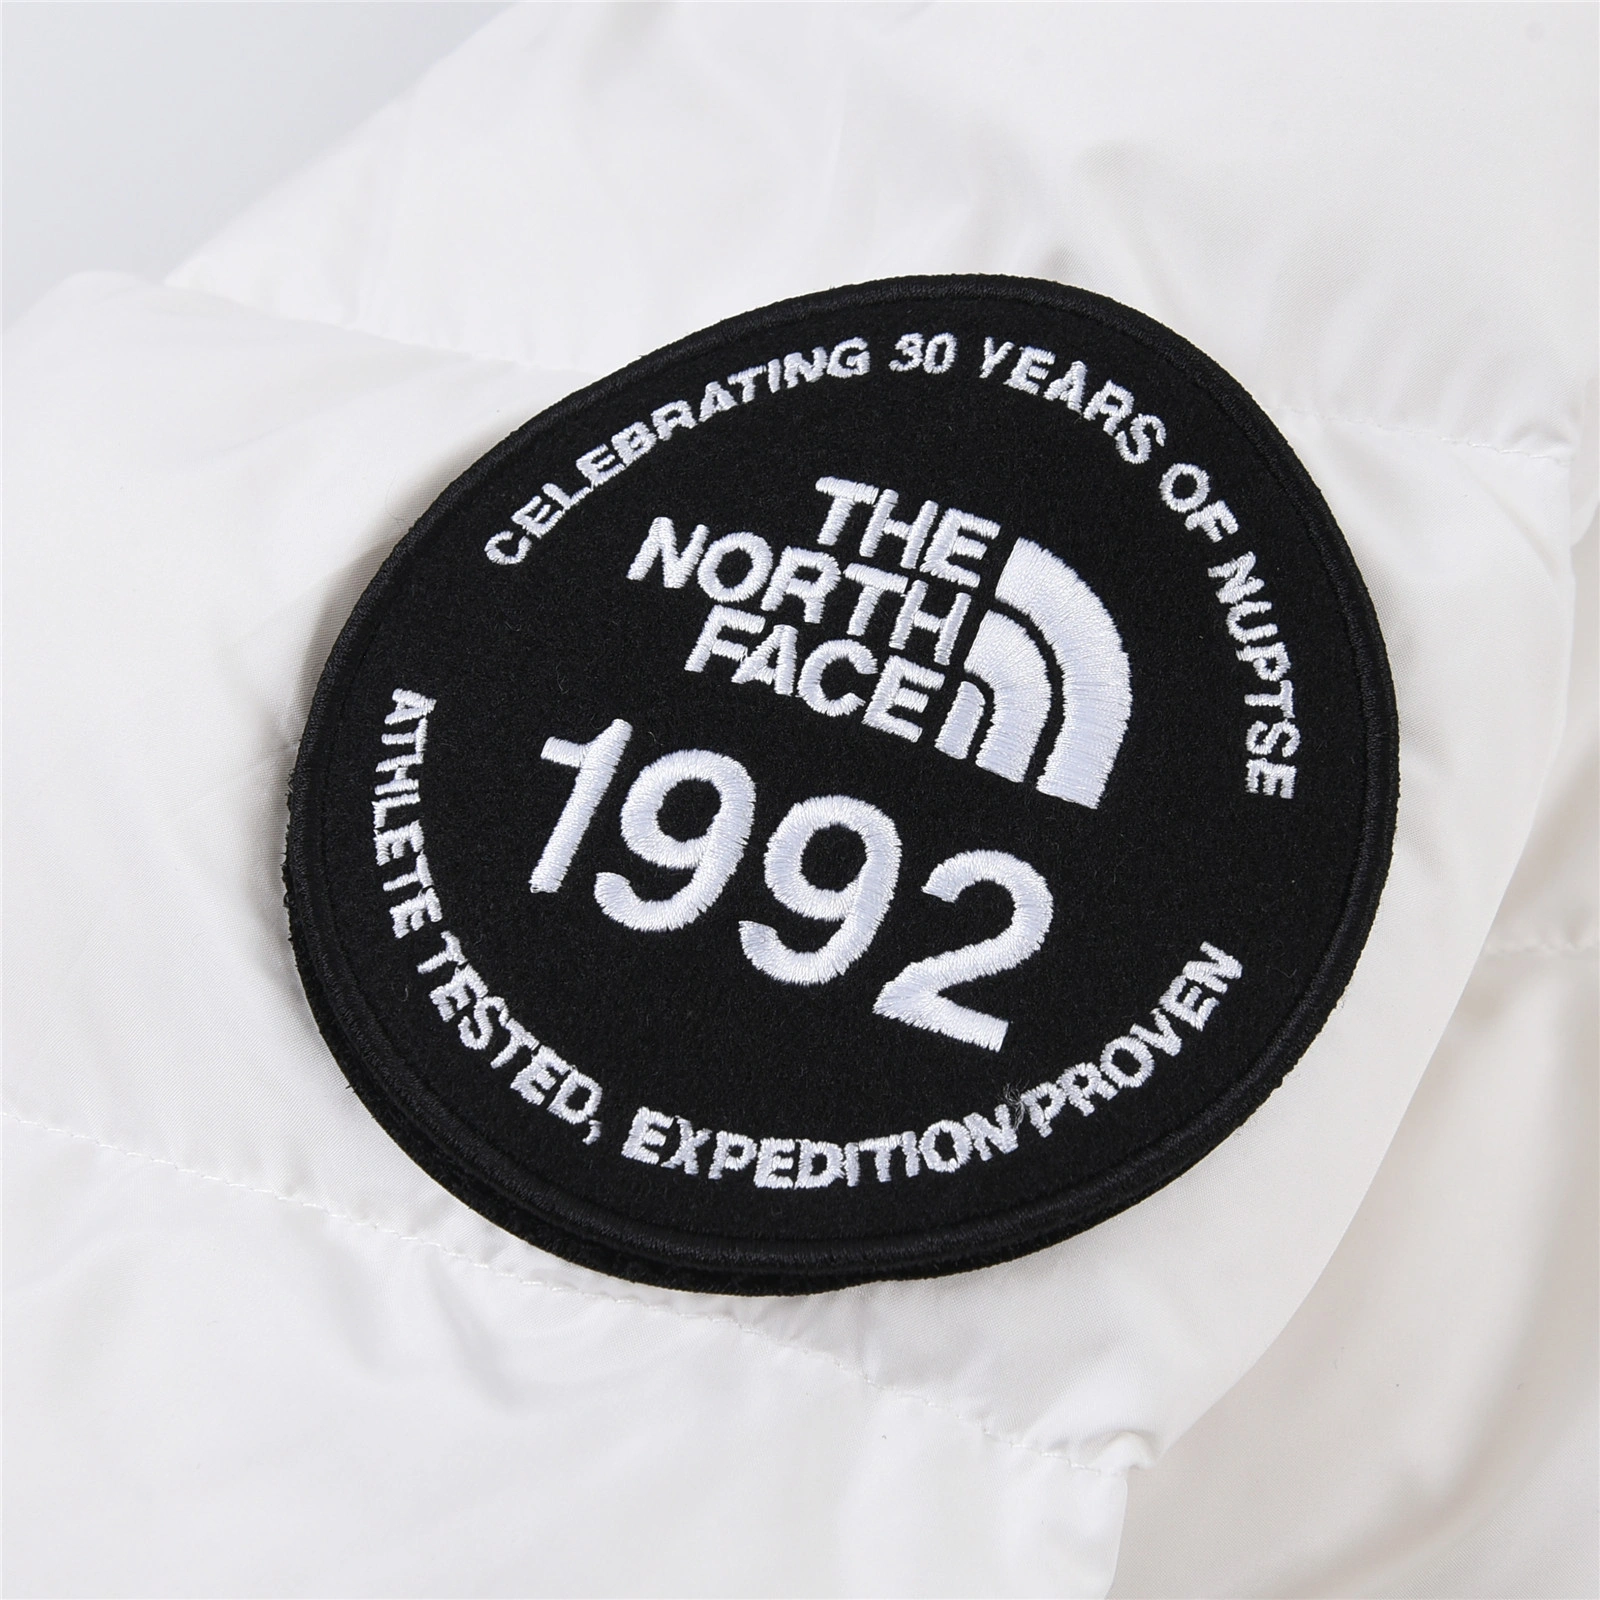 CELEBRATING 30 YEARS OF NUPTSE
THE
NORTH
FACE
1992
ATHLETE TESTED, EXPEDITION PROVEN